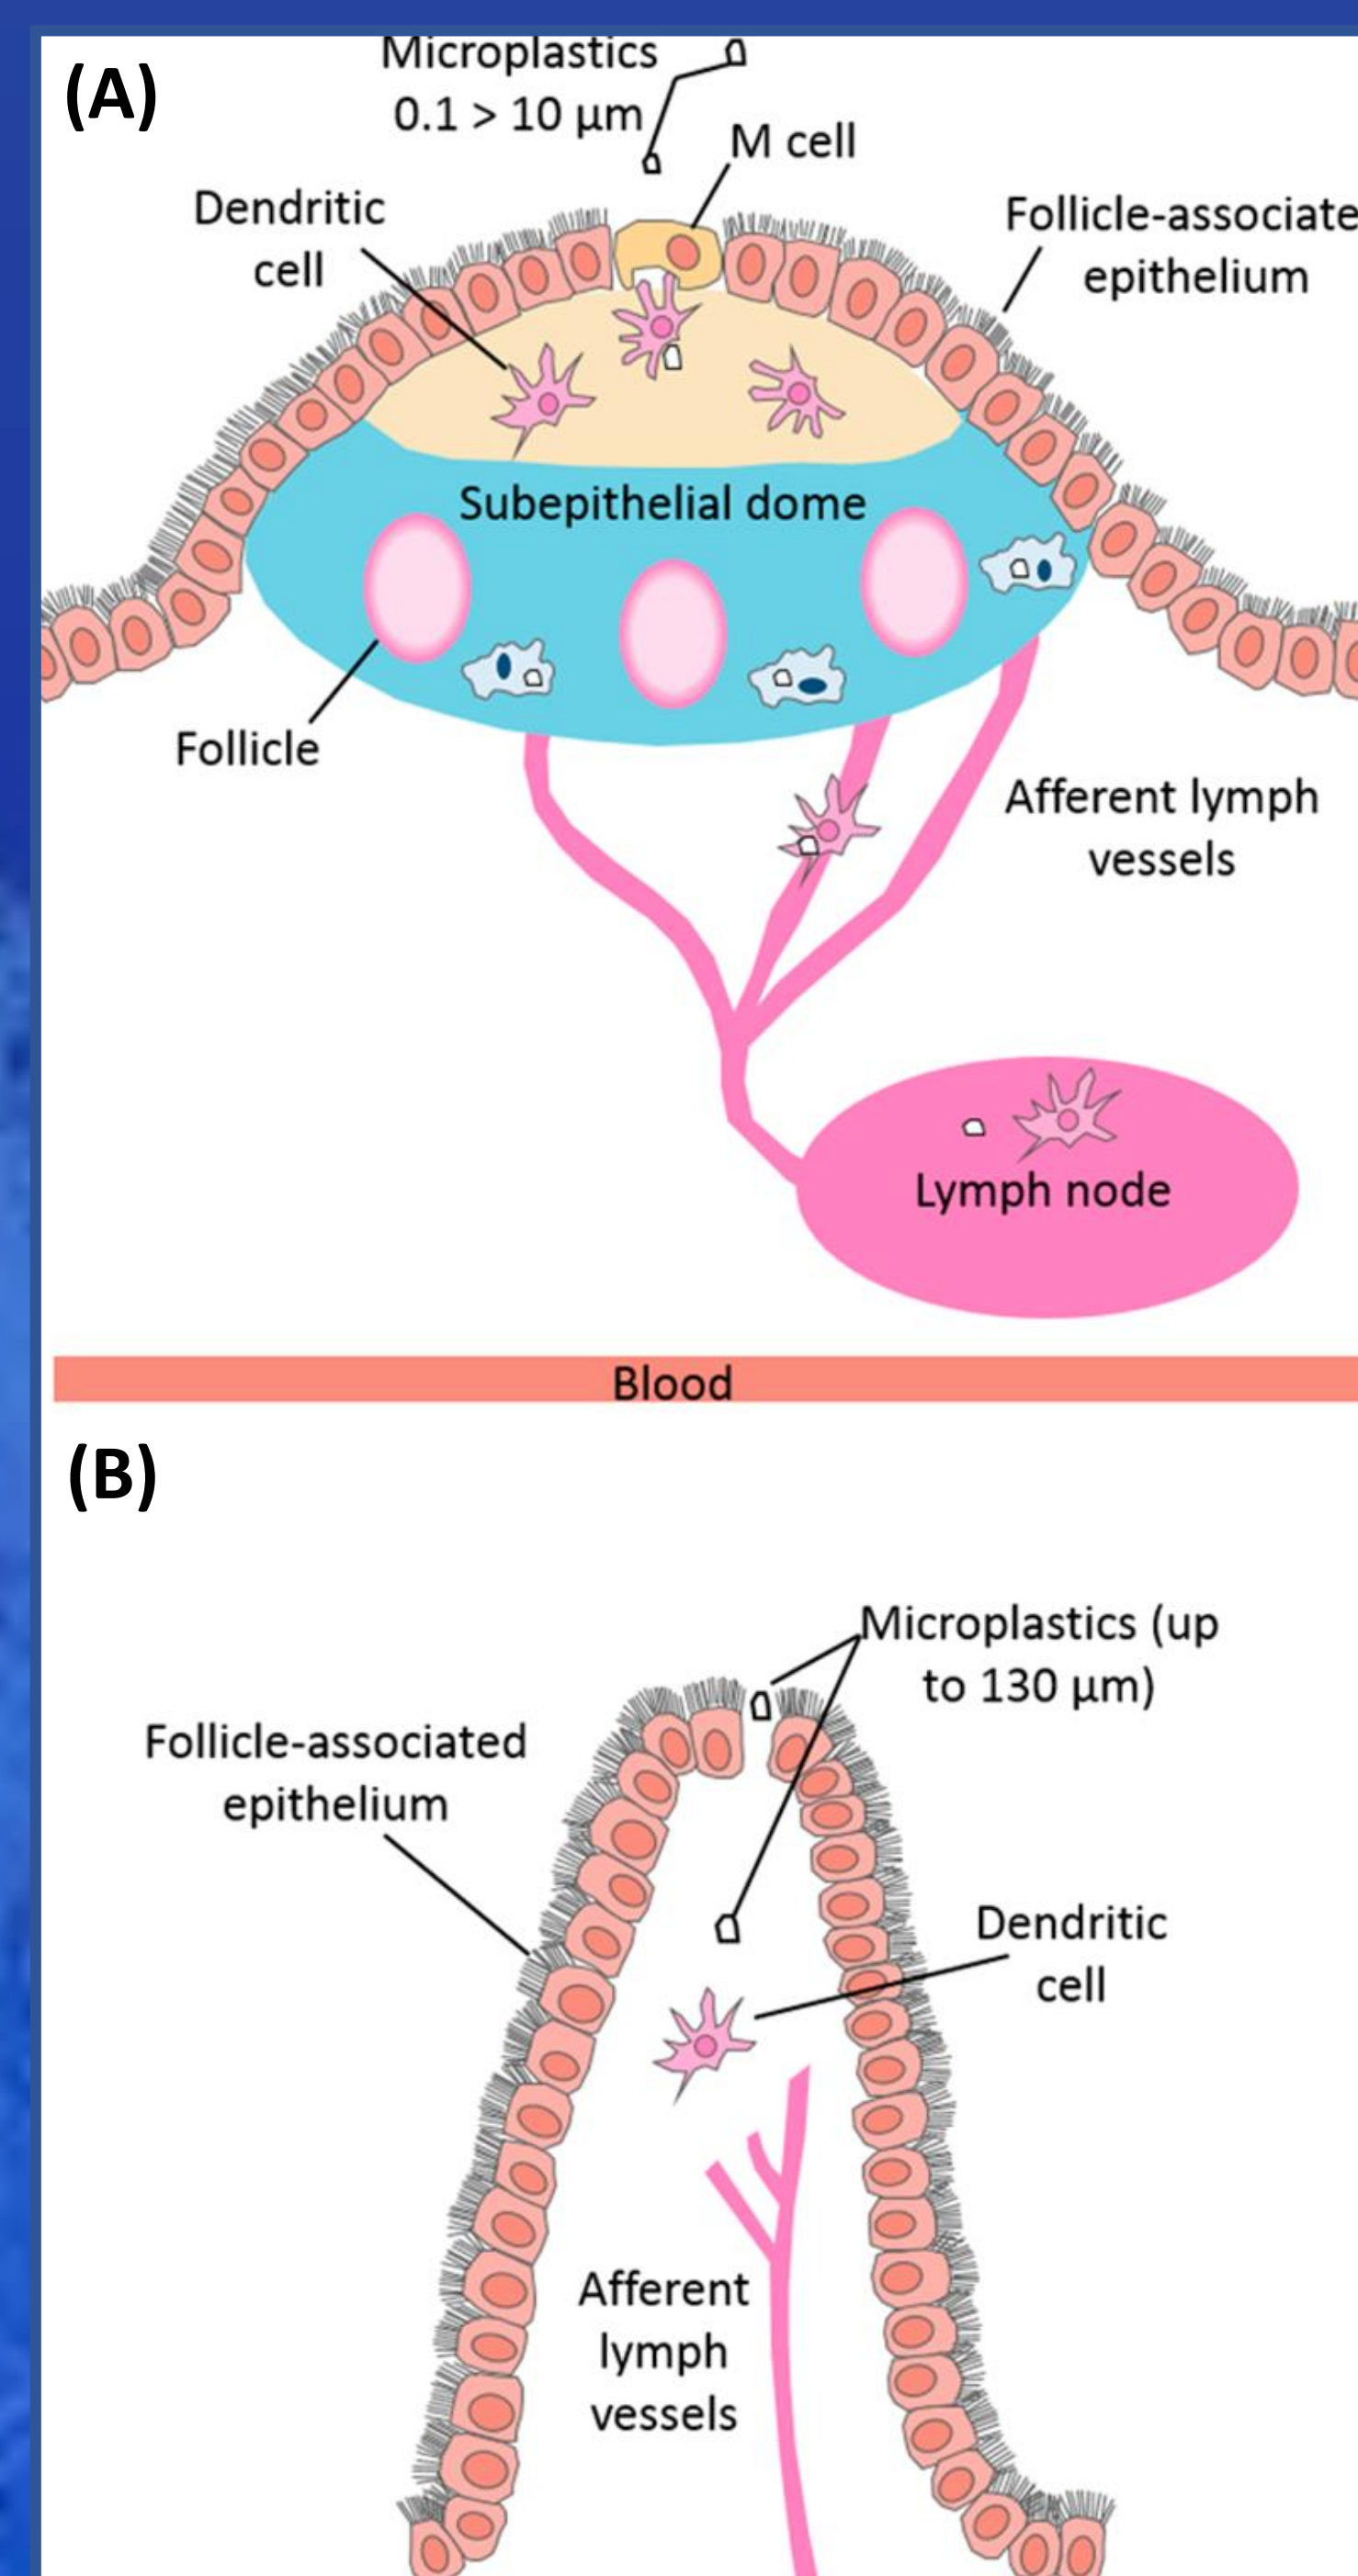 (A)
Microplastics
0.1 > 10 µm
M cell
Dendritic
cell
Follicle-associate
epithelium
Subepithelial dome
Follicle
Afferent lymph
vessels
Lymph node
Blood
(B)
Microplastics (up
to 130 µm)
Follicle-associated
epithelium
Dendritic
cell
Afferent
lymph
vessels